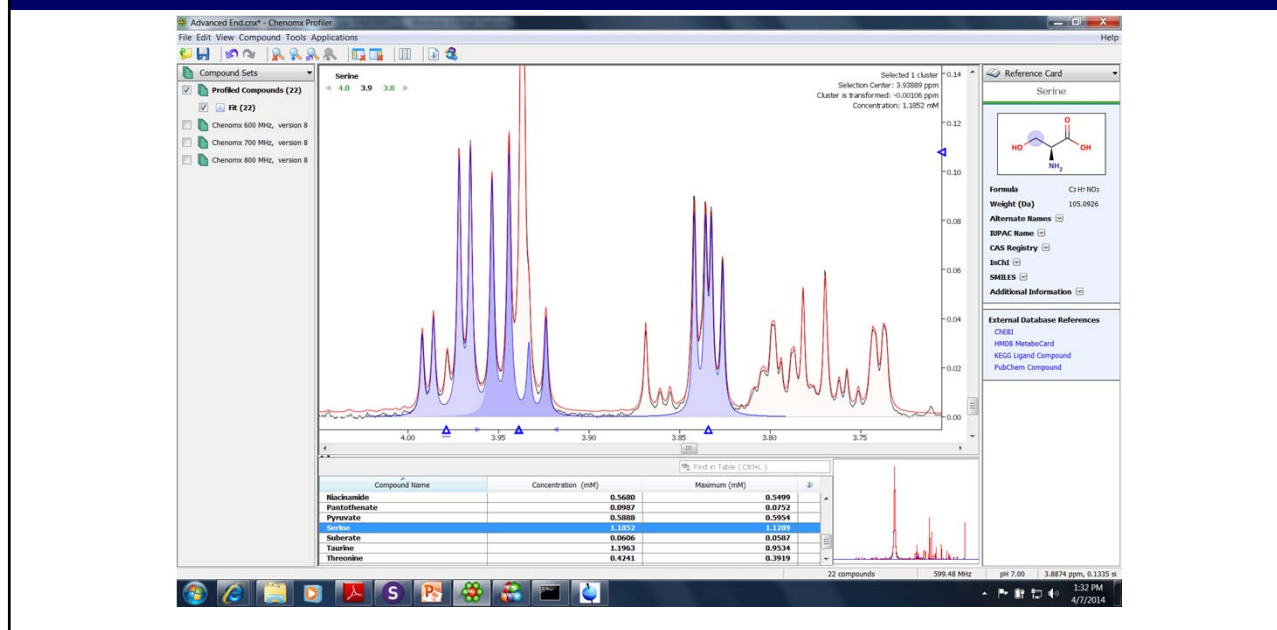 Advanced End.cnx* - Chenomx Profiler
File Edit View Compound Tools Applications Help
Compound Sets
Profiled Compounds (22)
Fit (22)
Chenomx 600 MHz, version 8
Chenomx 700 MHz, version 8
Chenomx 800 MHz, version 8
Serine
4.0 3.9 3.8
Selected 1 cluster
Selection Center: 3.93889 ppm
Cluster is transformed: -0.00106 ppm
Concentration: 1.1852 mM
0.14
0.12
0.10
0.08
0.06
0.04
0.02
0.00
4.00 3.95 3.90 3.85 3.80 3.75
Find in Table ( Ctrl+L )
Compound Name Concentration (mM) Maximum (mM)
Niacinamide 0.5680 0.5499
Pantothenate 0.0987 0.0752
Pyruvate 0.5888 0.5954
Serine 1.1852 1.1289
Suberate 0.0606 0.0587
Taurine 1.1963 0.9534
Threonine 0.4241 0.3919
Reference Card
Serine
O
HO OH
NH2
Formula C3H7NO3
Weight (Da) 105.0926
Alternate Names
IUPAC Name
CAS Registry
InChI
SMILES
Additional Information
External Database References
ChEBI
HMDB MetaboCard
KEGG Ligand Compound
PubChem Compound
22 compounds 599.48 MHz pH 7.00 3.8874 ppm, 0.1335 si
S
1:32 PM
4/7/2014